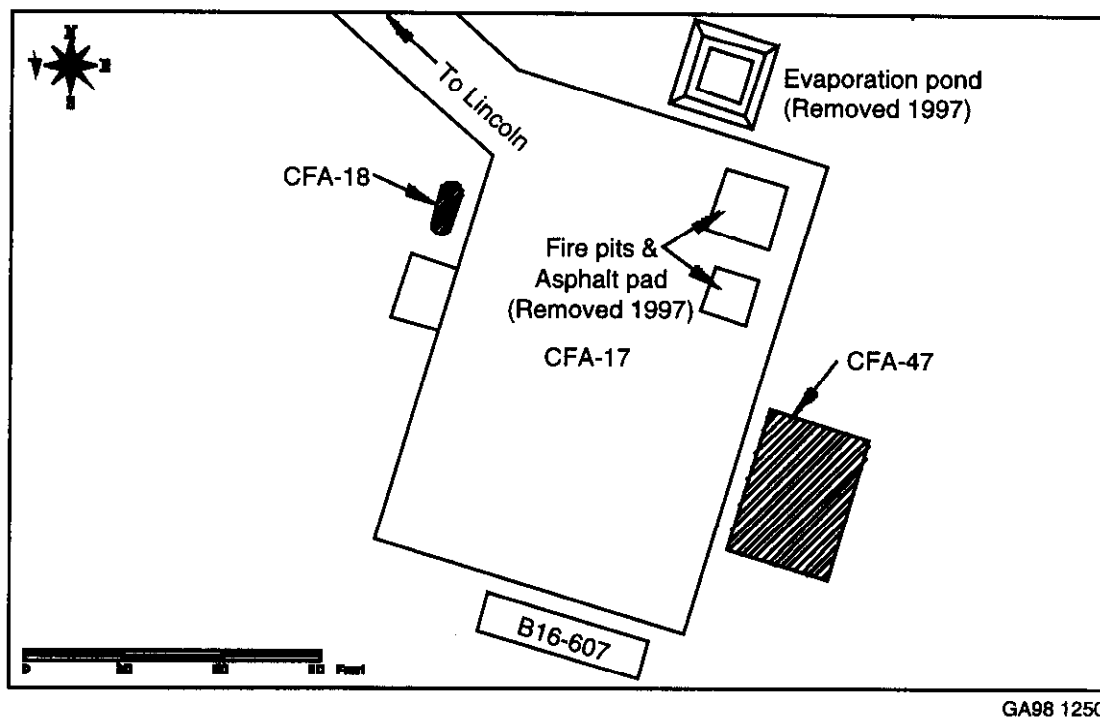 N
To Lincoln
Evaporation pond
(Removed 1997)
CFA-18
Fire pits &
Asphalt pad
(Removed 1997)
CFA-17
CFA-47
B16-607
0
GA98 1250